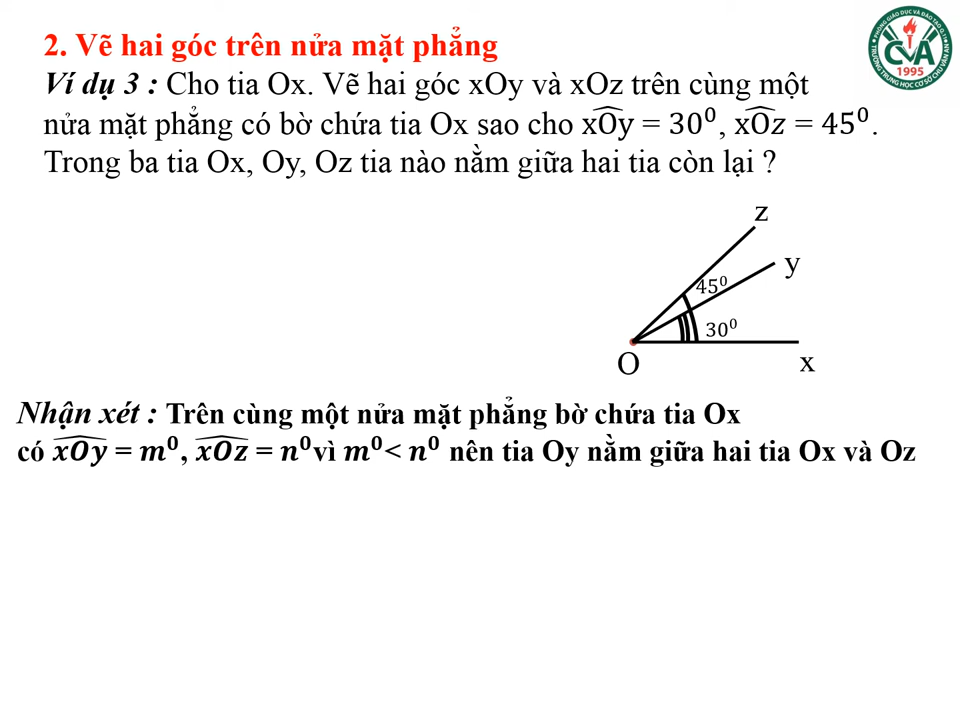 2. Vẽ hai góc trên nửa mặt phẳng
Ví dụ 3 : Cho tia Ox. Vẽ hai góc xOy và xOz trên cùng một
nửa mặt phẳng có bờ chứa tia Ox sao cho xOy = 30⁰, xOz = 45⁰.
Trong ba tia Ox, Oy, Oz tia nào nằm giữa hai tia còn lại ?
z
y
45⁰
30⁰
O
x
Nhận xét : Trên cùng một nửa mặt phẳng bờ chứa tia Ox
có xOy = m⁰, xOz = n⁰vì m⁰< n⁰ nên tia Oy nằm giữa hai tia Ox và Oz
CVA
1995